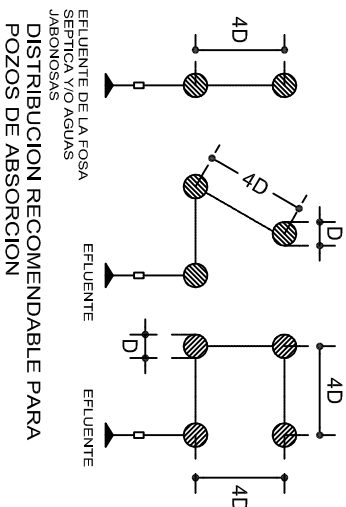 4D
4D
D
4D
4D
D
EFLUENTE DE LA FOSA
SEPTICA Y/O AGUAS
JABONOSAS
EFLUENTE
EFLUENTE
DISTRIBUCION RECOMENDABLE PARA
POZOS DE ABSORCION